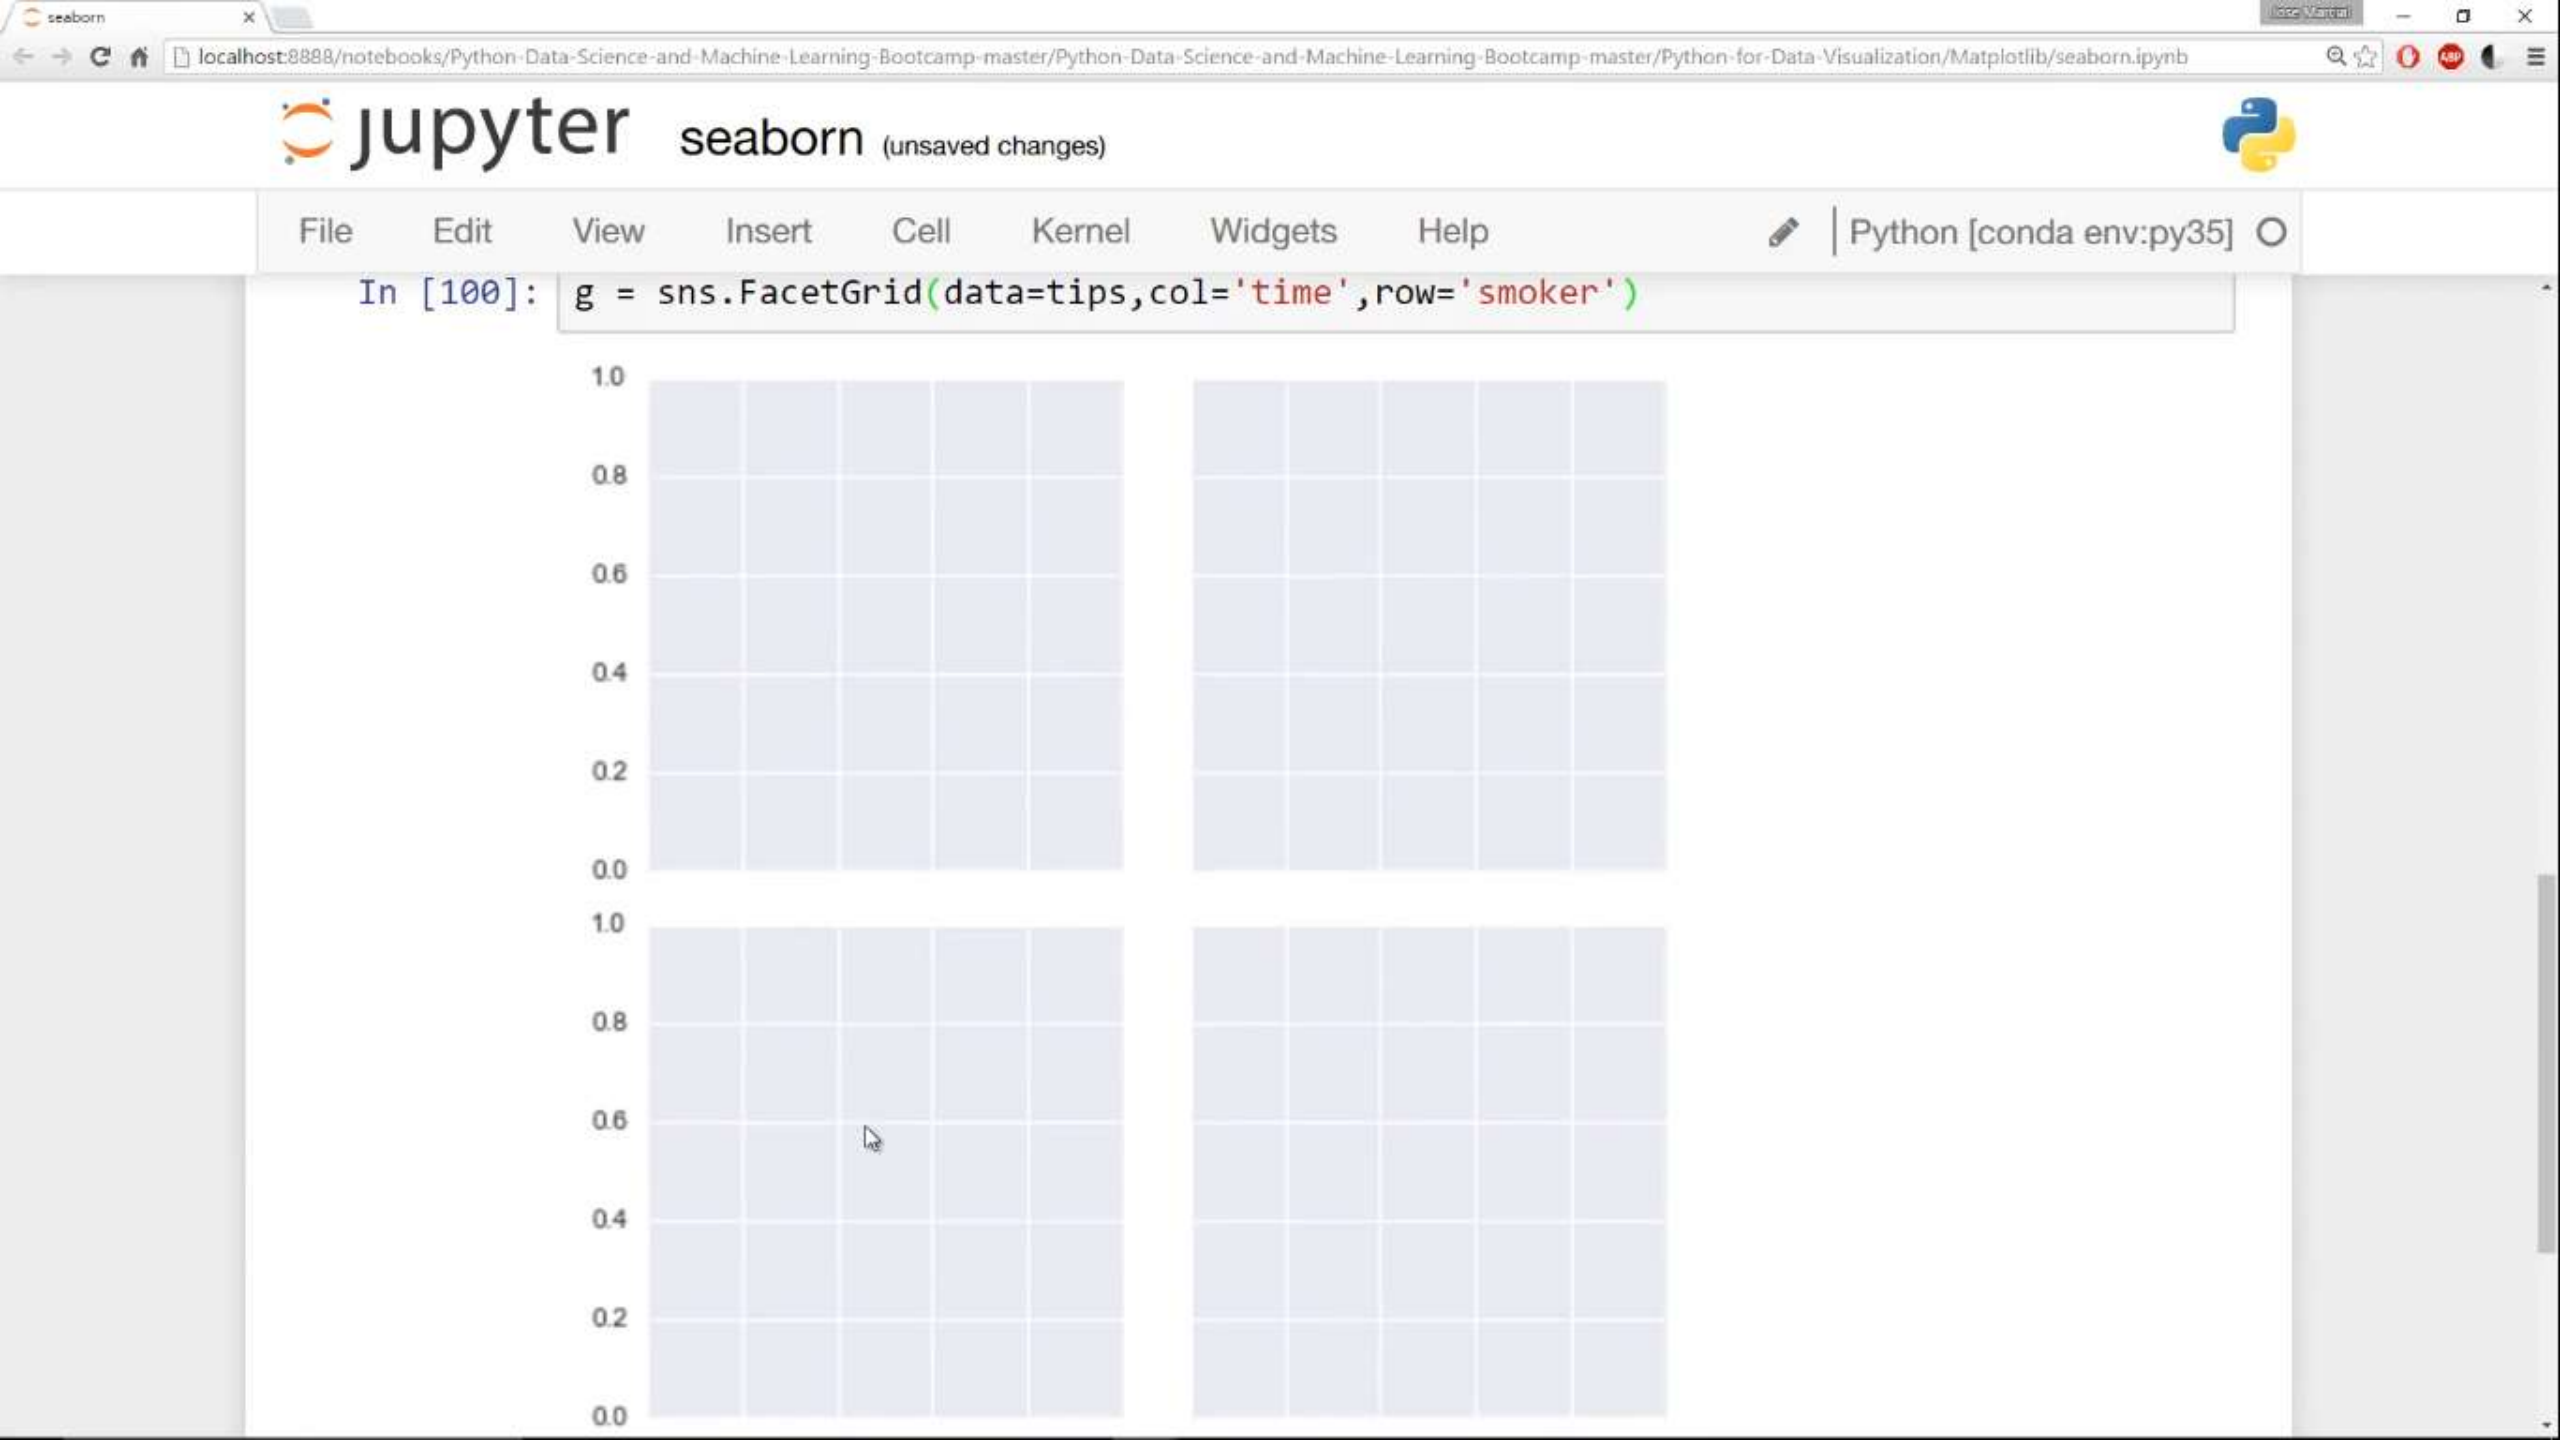 seaborn
Jose Marcial
localhost:8888/notebooks/Python-Data-Science-and-Machine-Learning-Bootcamp-master/Python-Data-Science-and-Machine-Learning-Bootcamp-master/Python-for-Data-Visualization/Matplotlib/seaborn.ipynb
ABP
jupyter seaborn (unsaved changes)
File Edit View Insert Cell Kernel Widgets Help Python [conda env:py35]
In [100]: g = sns.FacetGrid(data=tips,col='time',row='smoker')
1.0
0.8
0.6
0.4
0.2
0.0
1.0
0.8
0.6
0.4
0.2
0.0